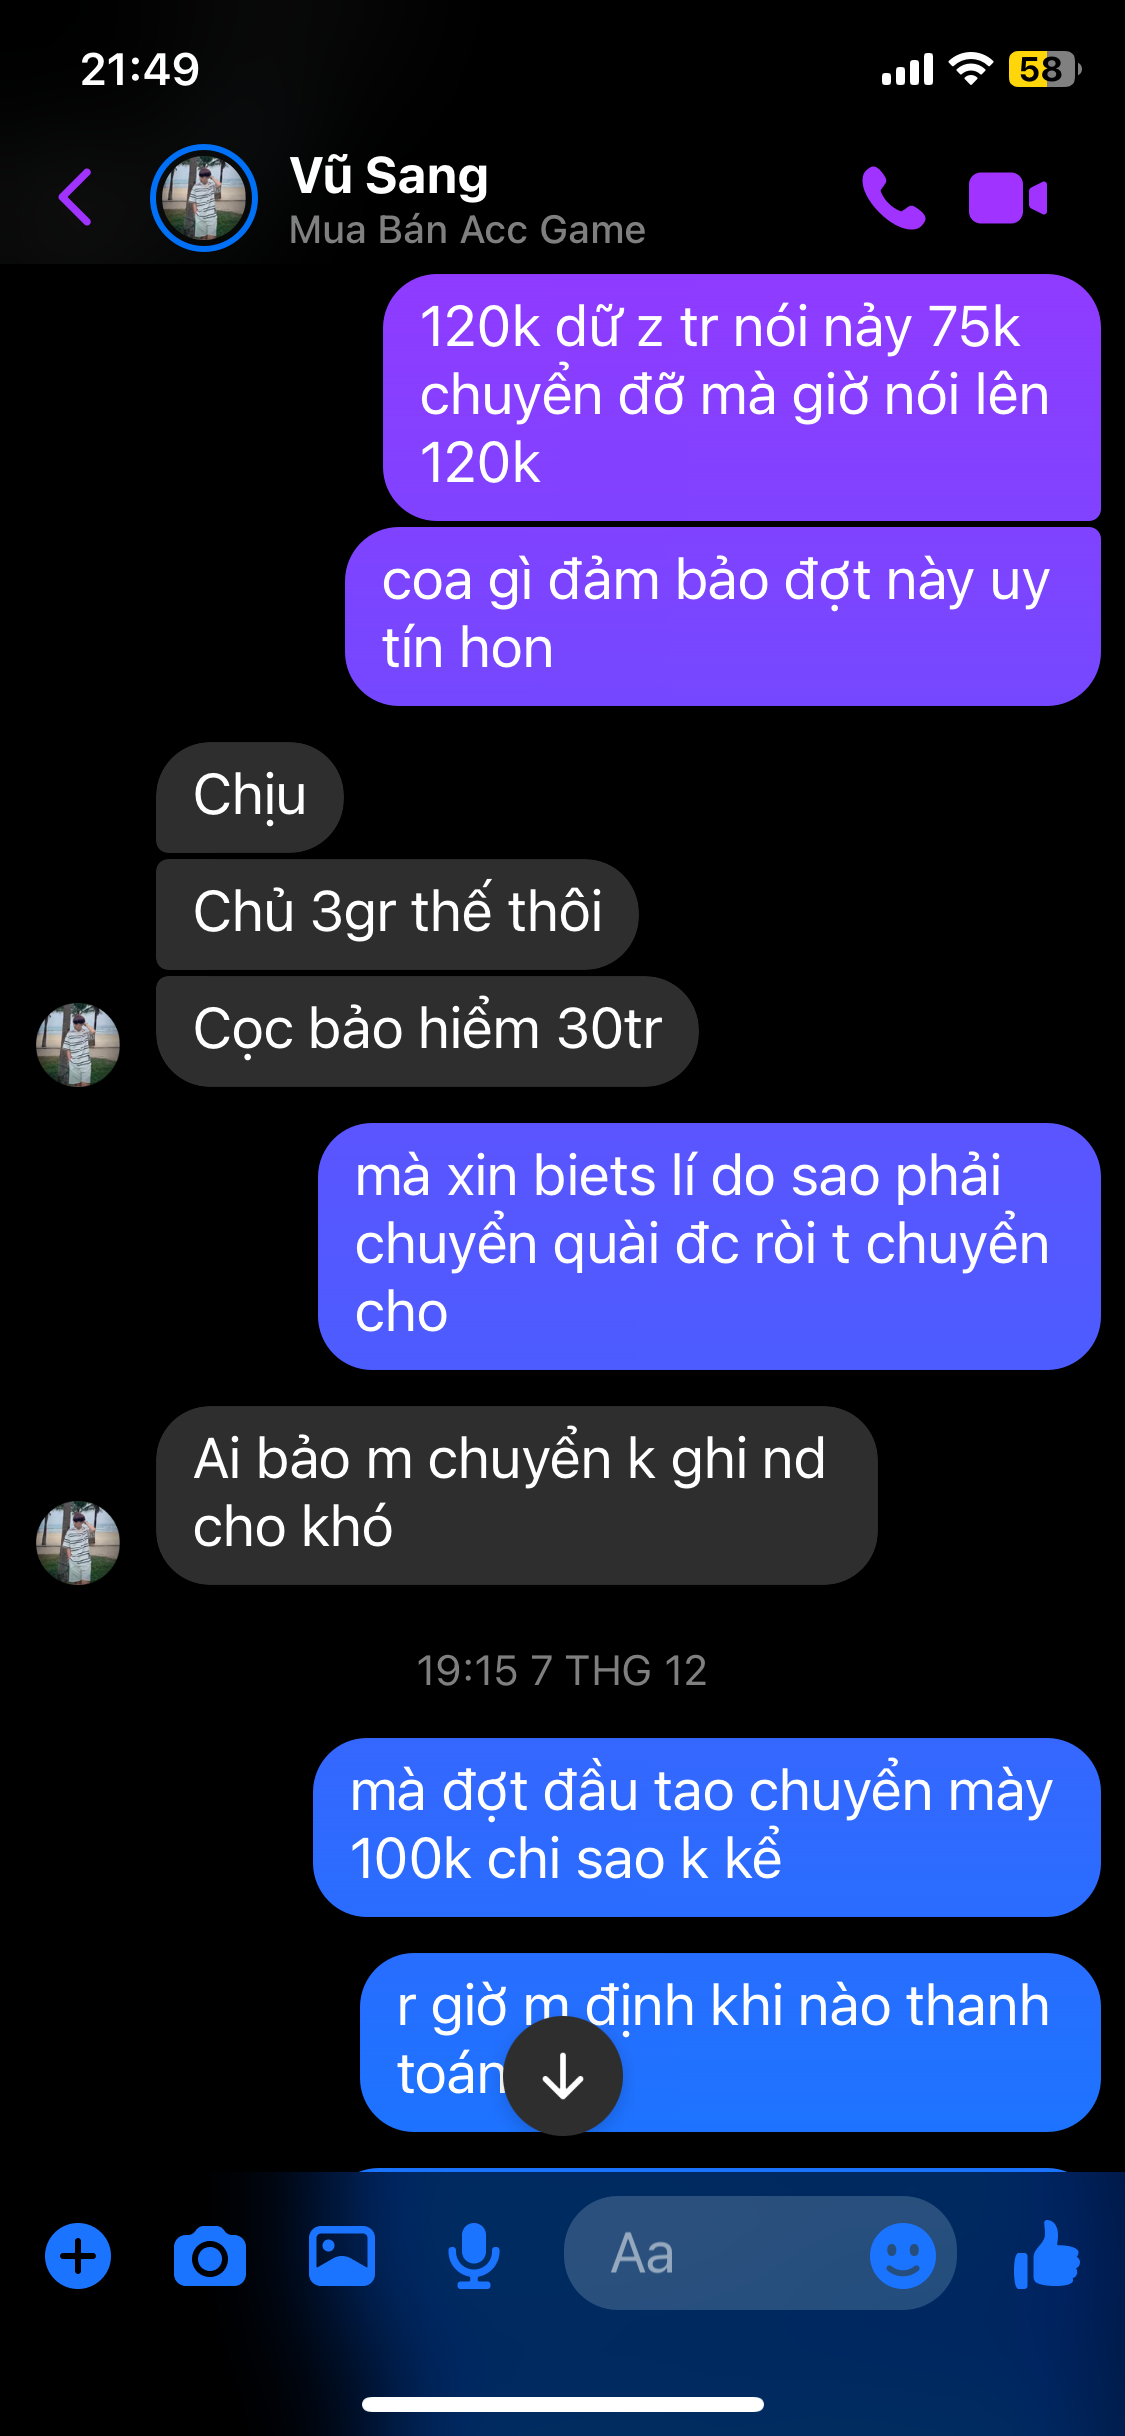 21:49
58
Vũ Sang
Mua Bán Acc Game
120k dữ z tr nói nảy 75k
chuyển đỡ mà giờ nói lên
120k
coa gì đảm bảo đợt này uy
tín hon
Chịu
Chủ 3gr thế thôi
Cọc bảo hiểm 30tr
mà xin biets lí do sao phải
chuyển quài đc ròi t chuyển
cho
Ai bảo m chuyển k ghi nd
cho khó
19:15 7 THG 12
mà đợt đầu tao chuyển mày
100k chi sao k kể
r giờ m định khi nào thanh
toán
Aa